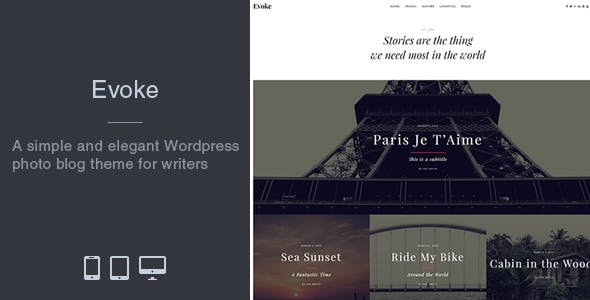 Evoke
A simple and elegant Wordpress
photo blog theme for writers
Evoke
HOME TRAVEL NATURE LIFESTYLE PAGES
Stories are the thing
we need most in the world
Paris Je T'Aime
This is a subtitle
Sea Sunset
A Fantastic Time
Ride My Bike
Around the World
Cabin in the Wood